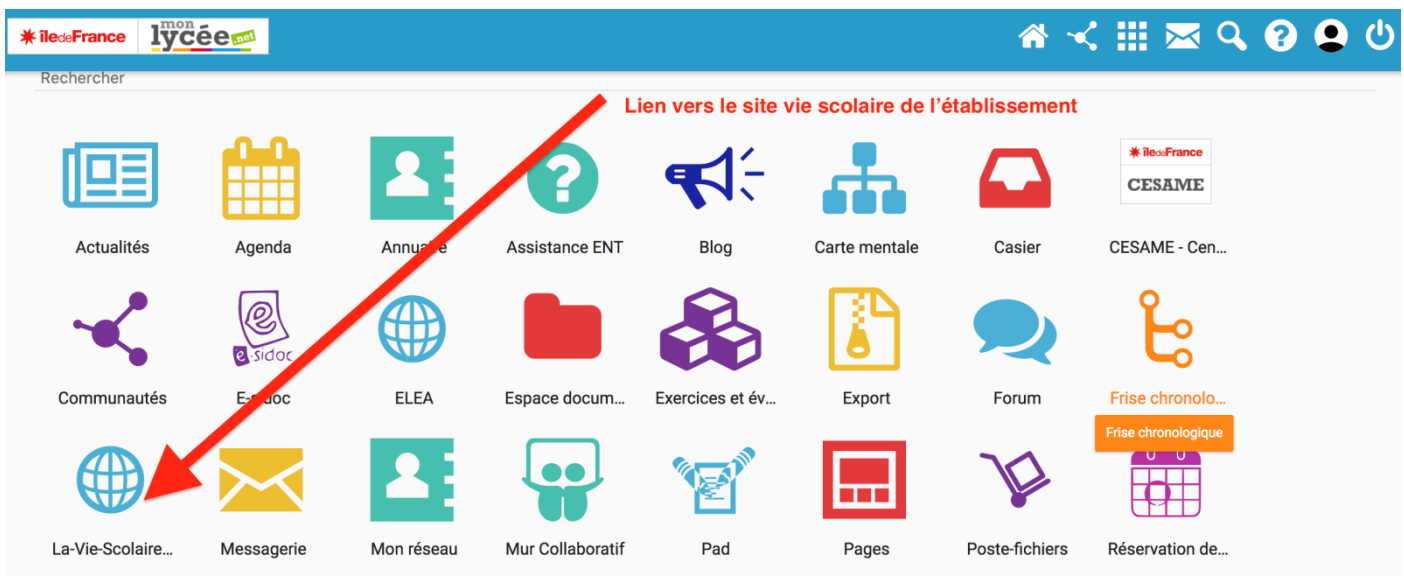 îledeFrance
mon
lycée.net
Rechercher
Lien vers le site vie scolaire de l’établissement
îledeFrance
CESAME
Actualités
Agenda
Annuaire
Assistance ENT
Blog
Carte mentale
Casier
CESAME - Cen...
e-sidoc
Communautés
E-sidoc
ELEA
Espace docum...
Exercices et év...
Export
Forum
Frise chronolo...
Frise chronologique
La-Vie-Scolaire...
Messagerie
Mon réseau
Mur Collaboratif
Pad
Pages
Poste-fichiers
Réservation de...